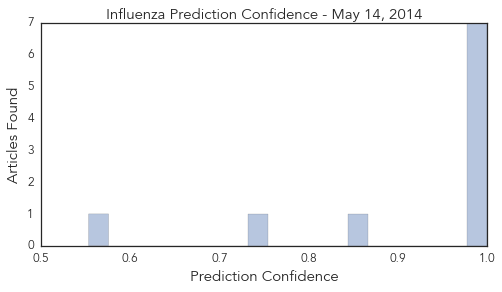 Influenza Prediction Confidence - May 14, 2014
Articles Found
7
6
5
4
3
2
1
0
0.5 0.6 0.7 0.8 0.9 1.0
Prediction Confidence